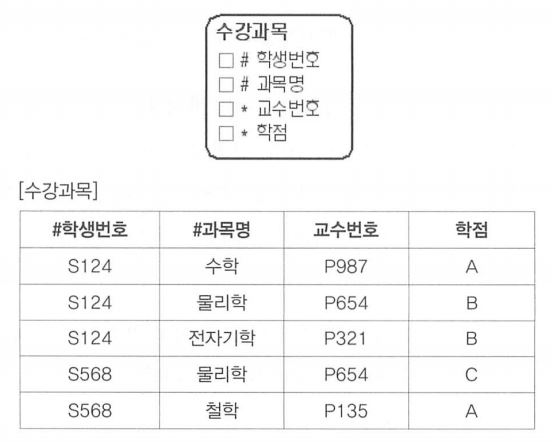 수강과목
□ # 학생번호
□ # 과목명
□ * 교수번호
□ * 학점
[수강과목]
#학생번호 #과목명 교수번호 학점
S124 수학 P987 A
S124 물리학 P654 B
S124 전자기학 P321 B
S568 물리학 P654 C
S568 철학 P135 A